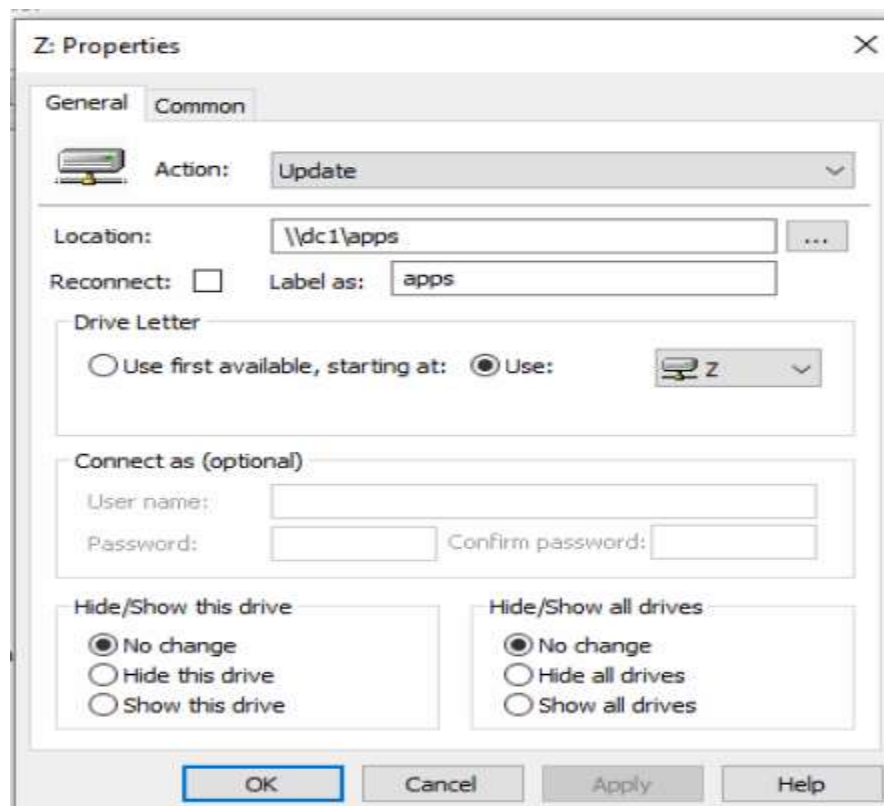 Z: Properties
General Common
Action: Update
Location: \\dc1\apps ...
Reconnect: Label as: apps
Drive Letter
Use first available, starting at: Use: Z
Connect as (optional)
User name:
Password: Confirm password:
Hide/Show this drive Hide/Show all drives
No change No change
Hide this drive Hide all drives
Show this drive Show all drives
OK Cancel Apply Help